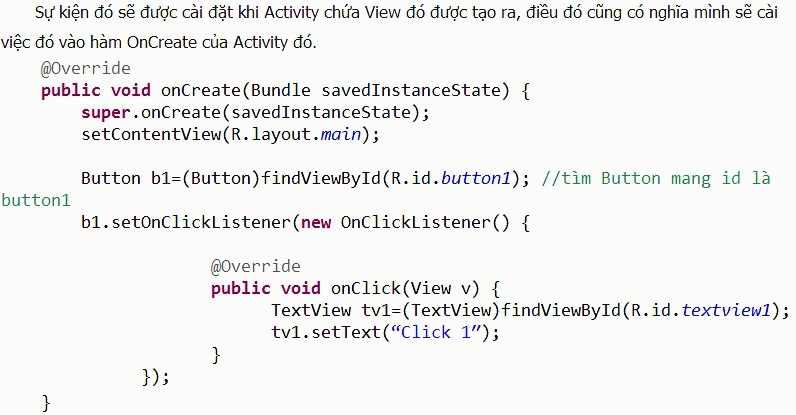 Sự kiện đó sẽ được cài đặt khi Activity chứa View đó được tạo ra, điều đó cũng có nghĩa mình sẽ cài
việc đó vào hàm OnCreate của Activity đó.
@Override
public void onCreate(Bundle savedInstanceState) {
super.onCreate(savedInstanceState);
setContentView(R.layout.main);
Button b1=(Button)findViewById(R.id.button1); //tìm Button mang id là
button1
b1.setOnClickListener(new OnClickListener() {
@Override
public void onClick(View v) {
TextView tv1=(TextView)findViewById(R.id.textview1);
tv1.setText(“Click 1”);
}
});
}